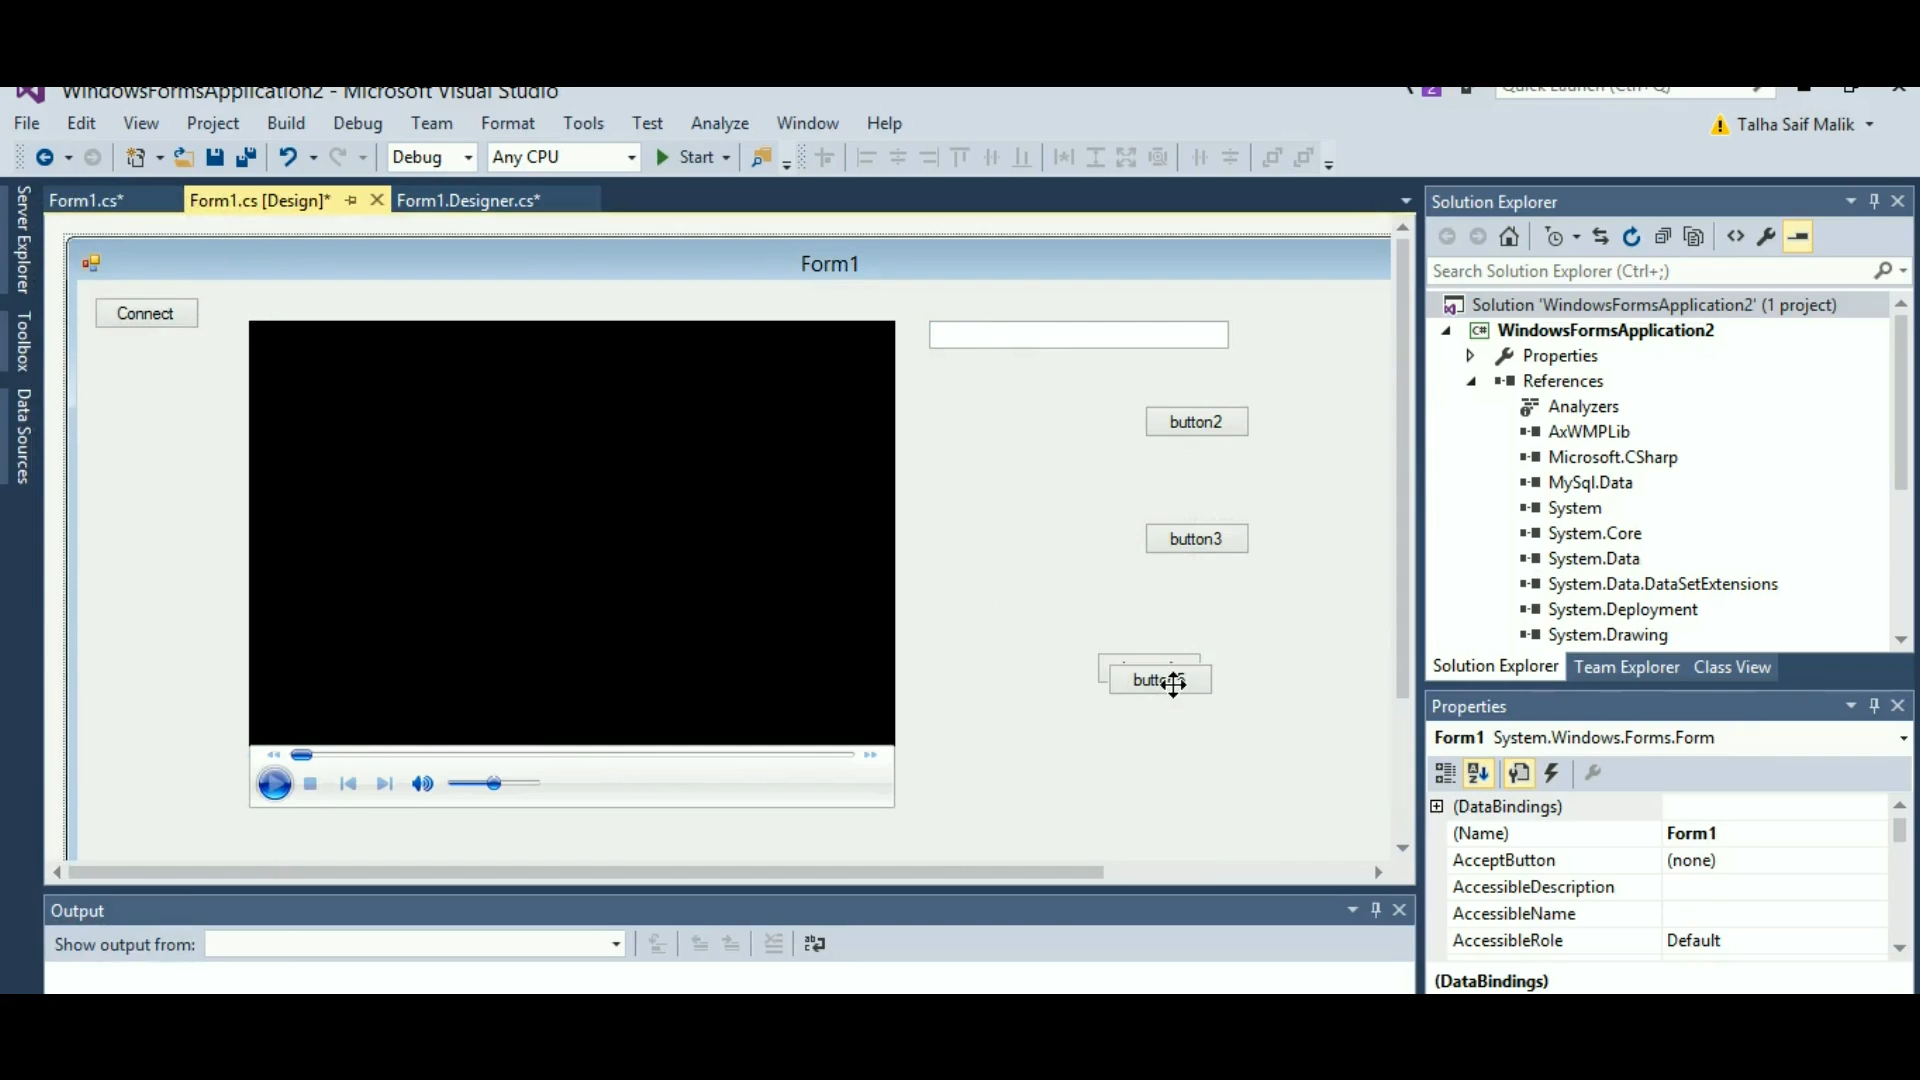 WindowsFormsApplication2 - Microsoft Visual Studio
2
Quick Launch (Ctrl+Q)
File Edit View Project Build Debug Team Format Tools Test Analyze Window Help
Talha Saif Malik
Debug Any CPU Start
Server Explorer
Toolbox
Data Sources
Form1.cs* Form1.cs [Design]* Form1.Designer.cs*
Form1
Connect
button2
button3
Output
Show output from:
Solution Explorer
Search Solution Explorer (Ctrl+;)
Solution 'WindowsFormsApplication2' (1 project)
C# WindowsFormsApplication2
Properties
References
Analyzers
AxWMPLib
Microsoft.CSharp
MySql.Data
System
System.Core
System.Data
System.Data.DataSetExtensions
System.Deployment
System.Drawing
Solution Explorer Team Explorer Class View
Properties
Form1 System.Windows.Forms.Form
(DataBindings)
(Name) Form1
AcceptButton (none)
AccessibleDescription
AccessibleName
AccessibleRole Default
(DataBindings)